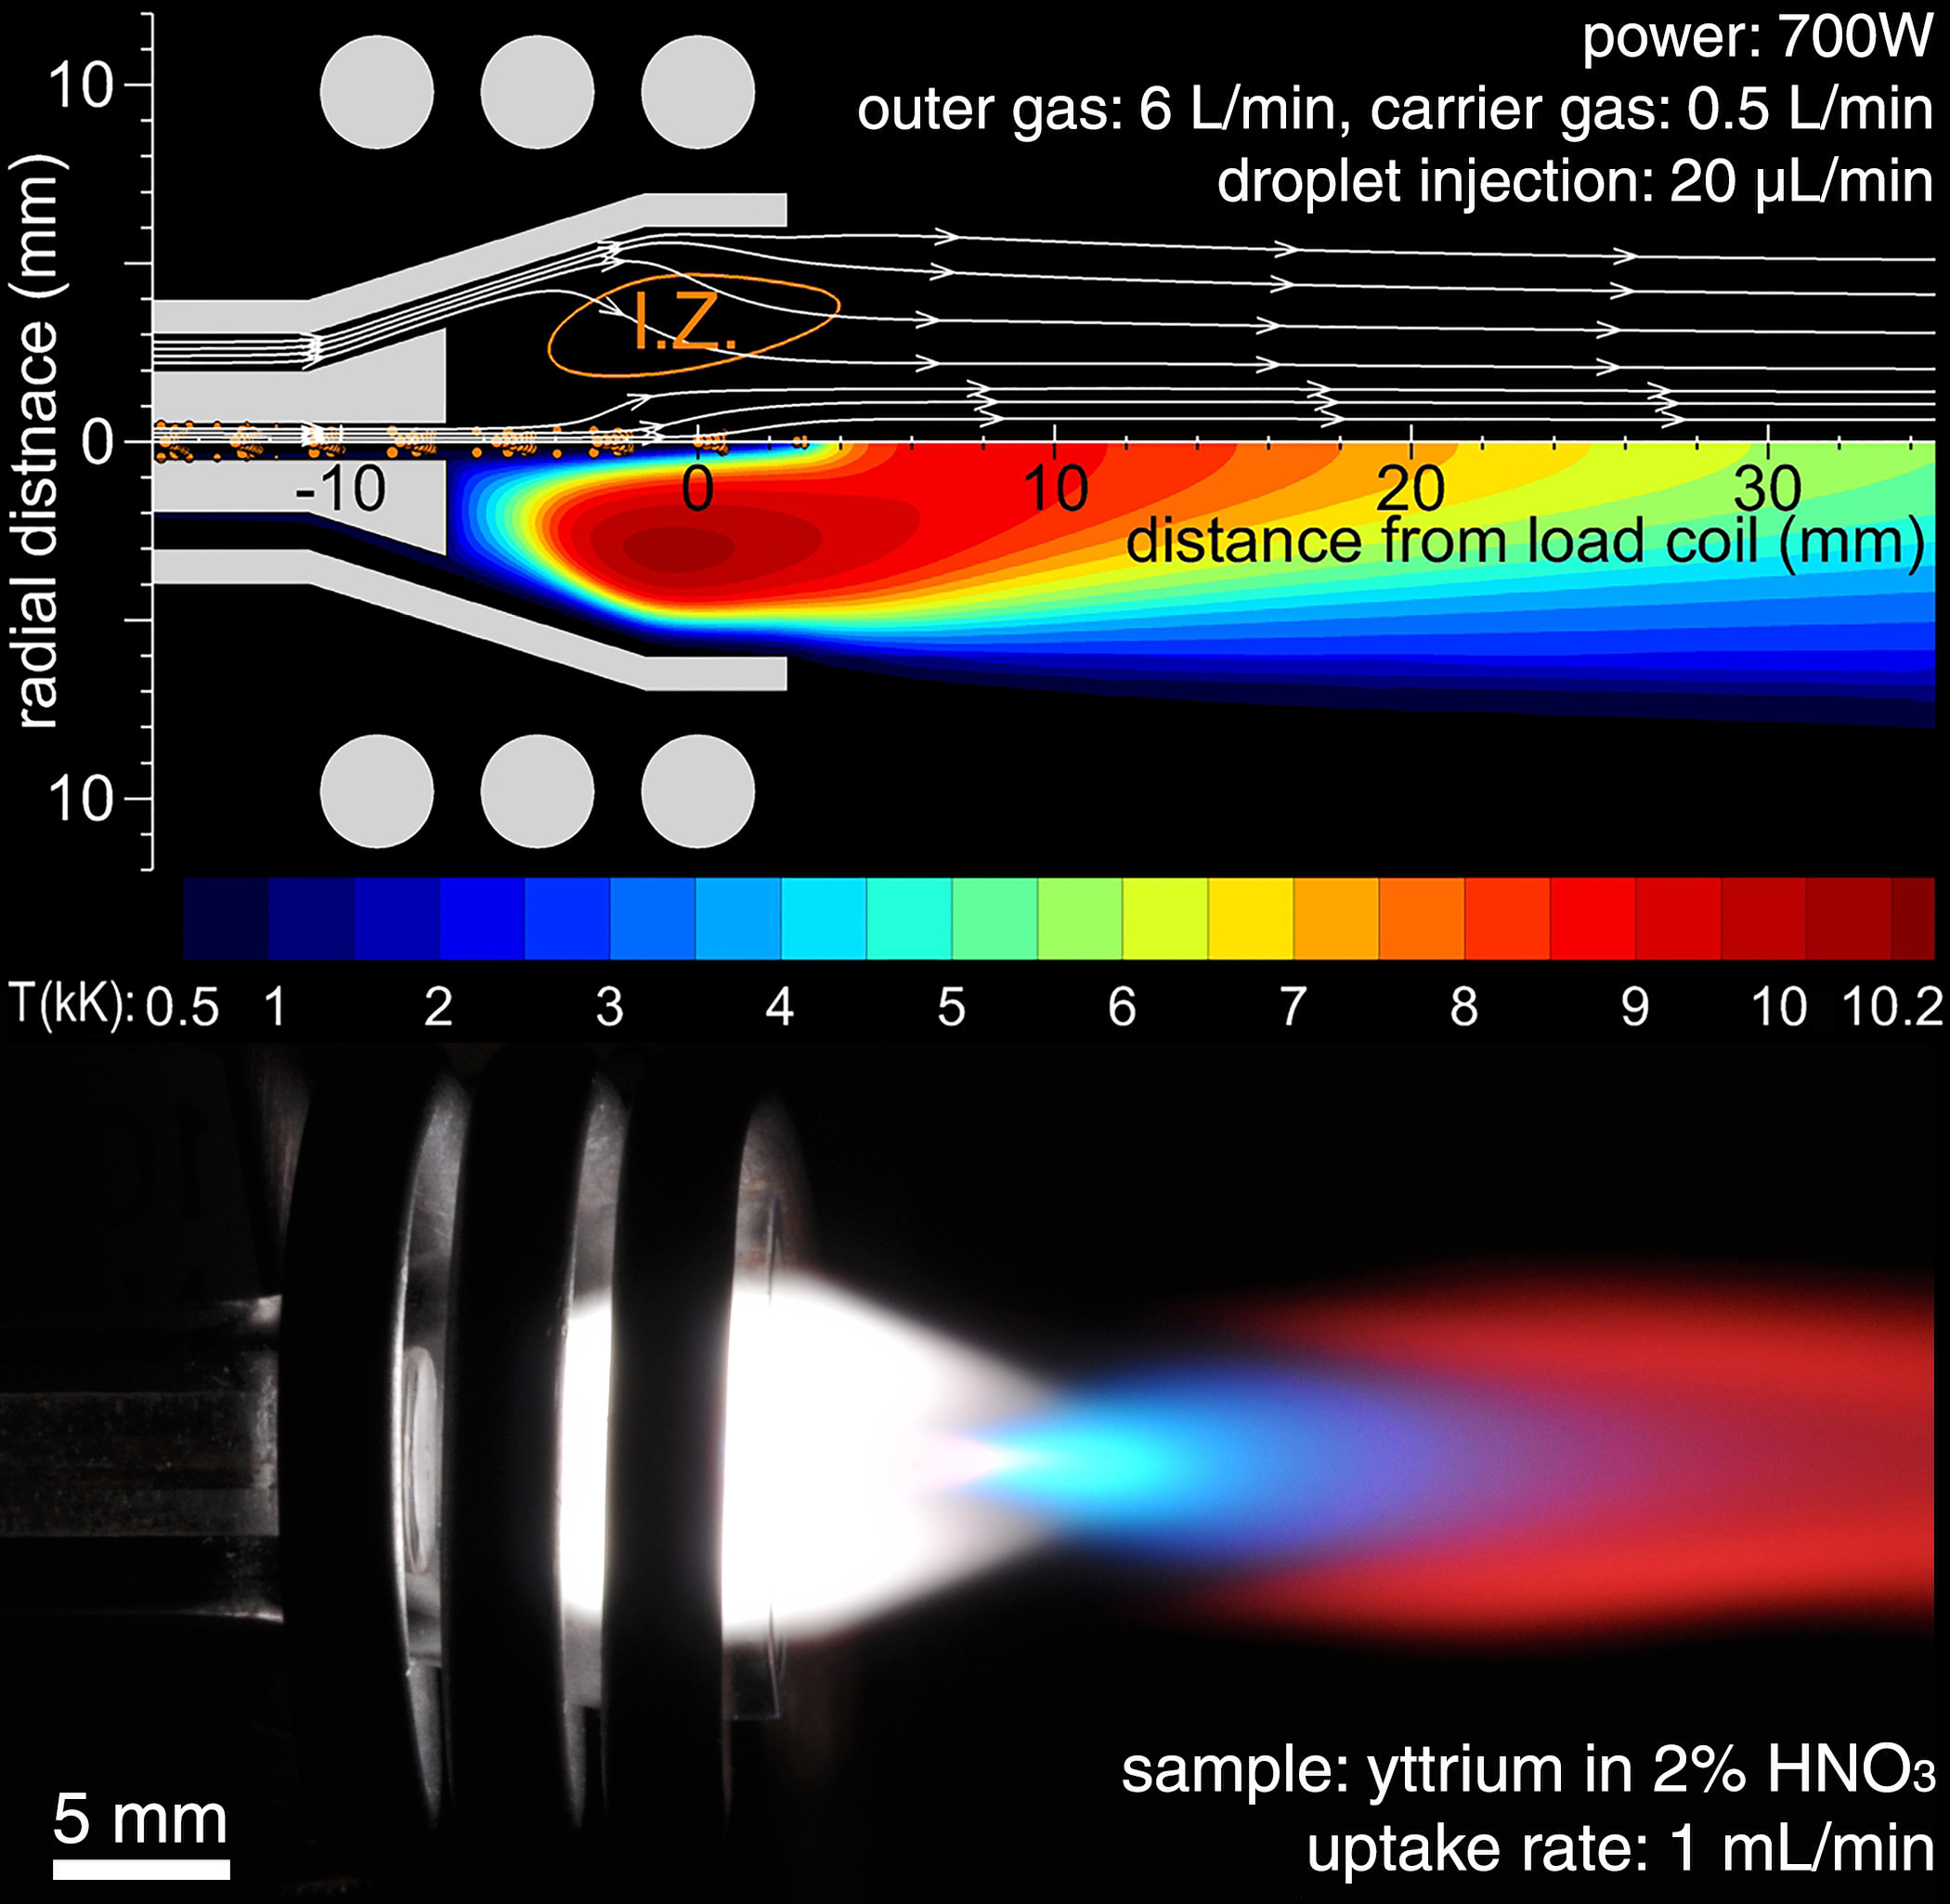 power: 700W
outer gas: 6 L/min, carrier gas: 0.5 L/min
droplet injection: 20 µL/min
radial distnace (mm)
10
0
10
I.Z.
-10 0 10 20 30
distance from load coil (mm)
T(kK): 0.5 1 2 3 4 5 6 7 8 9 10 10.2
sample: yttrium in 2% HNO₃
uptake rate: 1 mL/min
5 mm